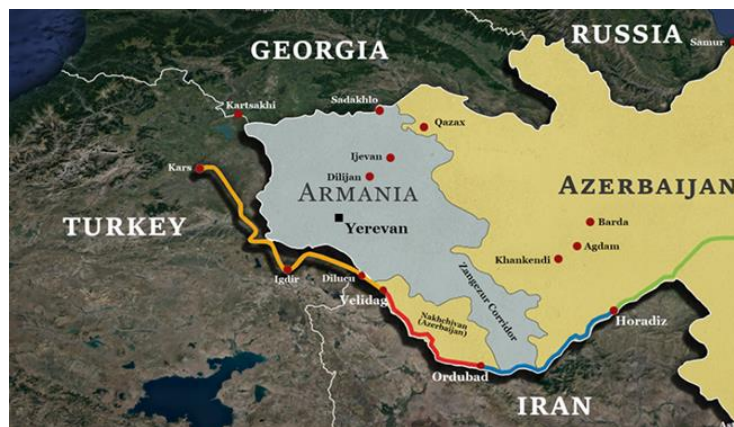 RUSSIA
Samur
GEORGIA
Kartsakhi
Sadakhlo
Qazax
Ijevan
Kars
Dilijan
ARMANIA
AZERBAIJAN
TURKEY
Yerevan
Barda
Agdam
Khankendi
Igdir
Dilucu
Zangezur Corridor
Velidag
Nakhchivan
(Azerbaijan)
Horadiz
Ordubad
IRAN